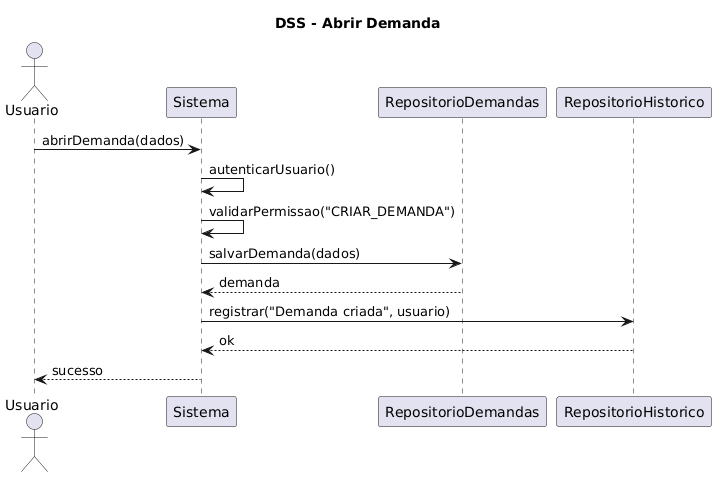 DSS - Abrir Demanda
Usuario
Sistema
RepositorioDemandas
RepositorioHistorico
abrirDemanda(dados)
autenticarUsuario()
validarPermissao("CRIAR_DEMANDA")
salvarDemanda(dados)
demanda
registrar("Demanda criada", usuario)
ok
sucesso
Usuario
Sistema
RepositorioDemandas
RepositorioHistorico